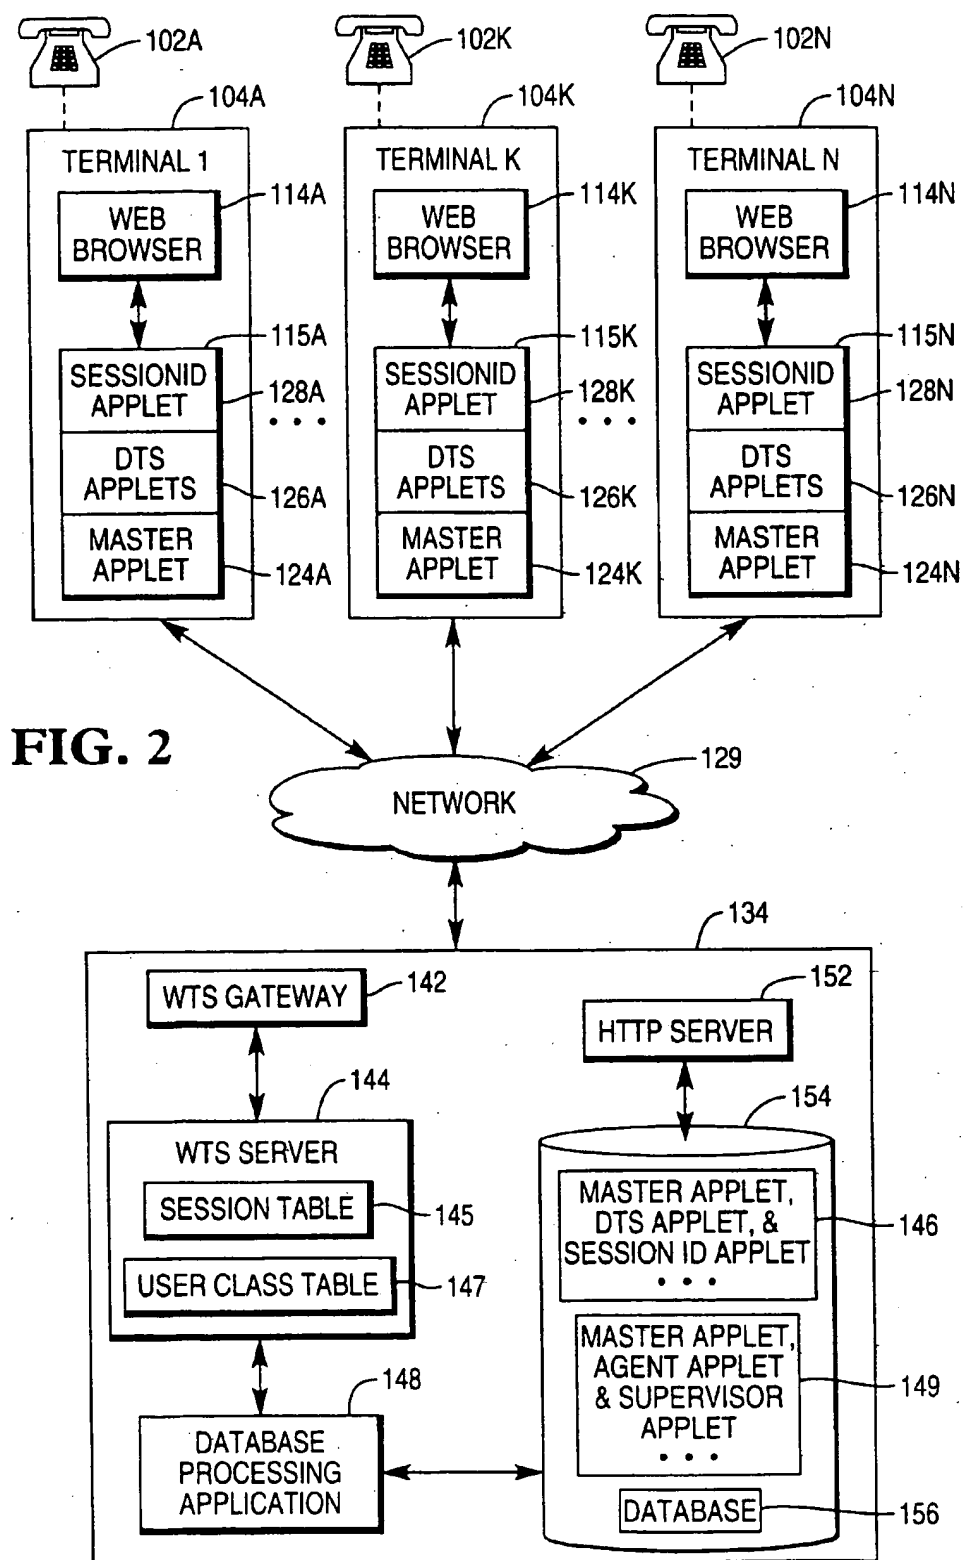 102A
102K
102N
104A
104K
104N
TERMINAL 1
TERMINAL K
TERMINAL N
114A
114K
114N
WEB
BROWSER
WEB
BROWSER
WEB
BROWSER
115A
115K
115N
SESSIONID
APPLET
128A
SESSIONID
APPLET
128K
SESSIONID
APPLET
128N
• • •
• • •
DTS
APPLETS
126A
DTS
APPLETS
126K
DTS
APPLETS
126N
MASTER
APPLET
124A
MASTER
APPLET
124K
MASTER
APPLET
124N
FIG. 2
129
NETWORK
134
WTS GATEWAY
142
152
HTTP SERVER
144
154
WTS SERVER
SESSION TABLE
145
USER CLASS TABLE
147
MASTER APPLET,
DTS APPLET, &
SESSION ID APPLET
• • •
146
MASTER APPLET,
AGENT APPLET
& SUPERVISOR
APPLET
• • •
149
148
DATABASE
PROCESSING
APPLICATION
DATABASE
156